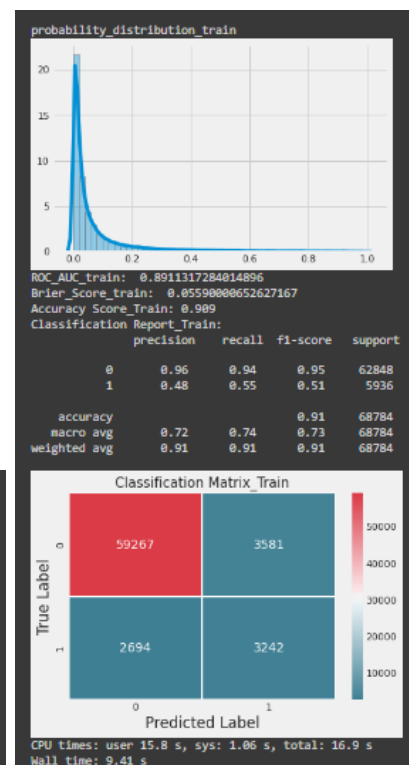 probability_distribution_train
20
15
10
5
0
0.0 0.2 0.4 0.6 0.8 1.0
ROC_AUC_train: 0.8911317284014896
Brier_Score_train: 0.05590000652627167
Accuracy Score_Train: 0.909
Classification Report_Train:
precision recall f1-score support
0 0.96 0.94 0.95 62848
1 0.48 0.55 0.51 5936
accuracy 0.91 68784
macro avg 0.72 0.74 0.73 68784
weighted avg 0.91 0.91 0.91 68784
Classification Matrix_Train
True Label
0
1
59267 3581
2694 3242
0 1
Predicted Label
50000
40000
30000
20000
10000
CPU times: user 15.8 s, sys: 1.06 s, total: 16.9 s
Wall time: 9.41 s